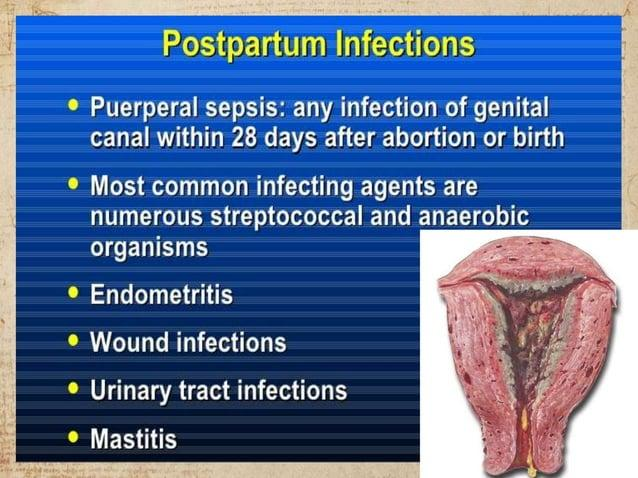 Postpartum Infections
• Puerperal sepsis: any infection of genital
canal within 28 days after abortion or birth
• Most common infecting agents are
numerous streptococcal and anaerobic
organisms
• Endometritis
• Wound infections
• Urinary tract infections
• Mastitis